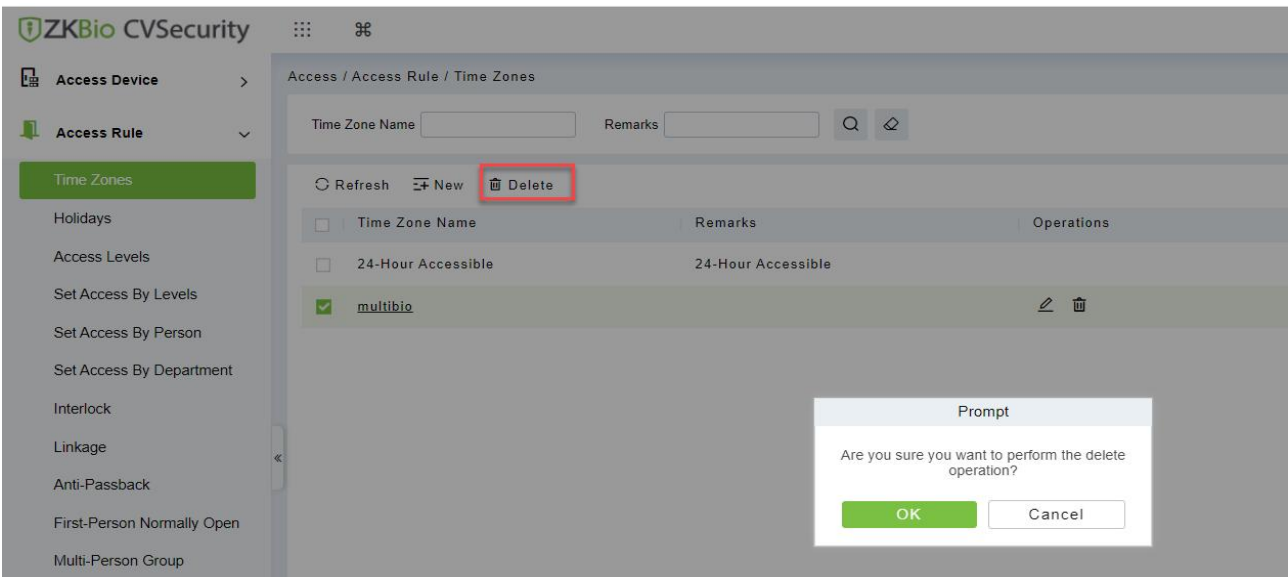 ZKBio CVSecurity
Access Device
Access Rule
Time Zones
Holidays
Access Levels
Set Access By Levels
Set Access By Person
Set Access By Department
Interlock
Linkage
Anti-Passback
First-Person Normally Open
Multi-Person Group
Access / Access Rule / Time Zones
Time Zone Name Remarks
Refresh New Delete
Time Zone Name Remarks Operations
24-Hour Accessible 24-Hour Accessible
multibio
Prompt
Are you sure you want to perform the delete
operation?
OK Cancel